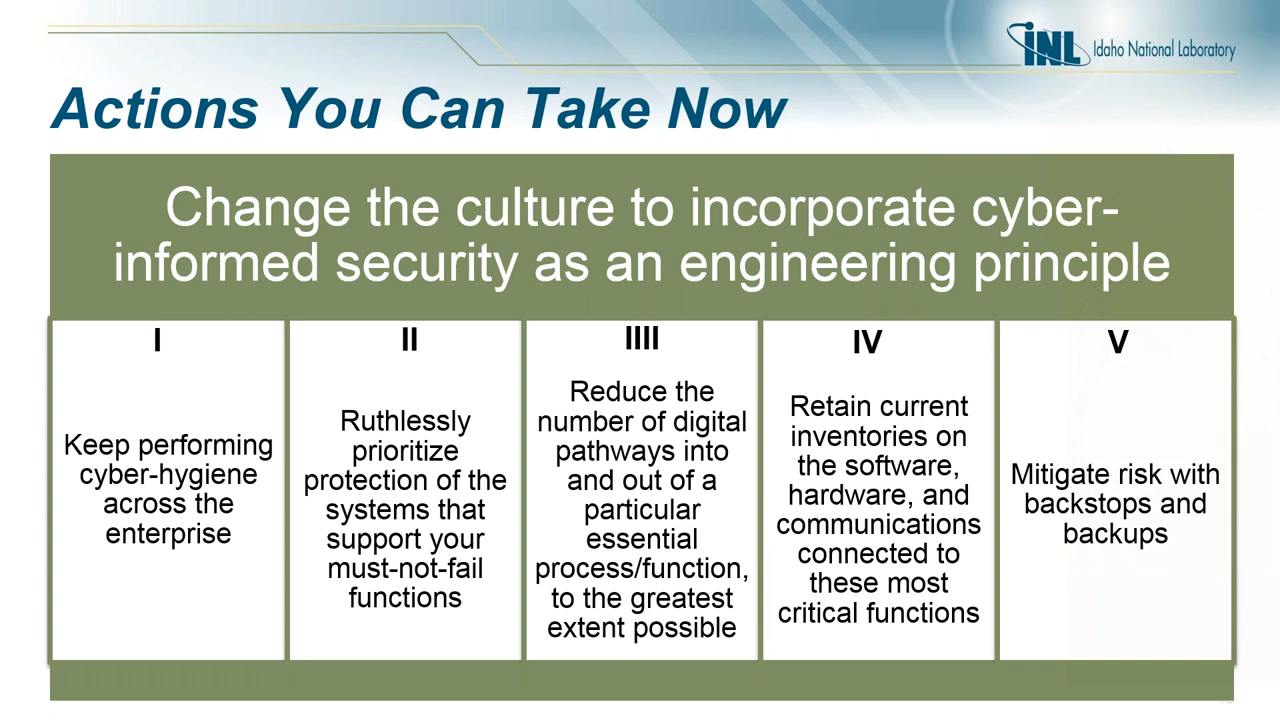 INL Idaho National Laboratory
Actions You Can Take Now
Change the culture to incorporate cyber-
informed security as an engineering principle
I
Keep performing
cyber-hygiene
across the
enterprise
II
Ruthlessly
prioritize
protection of the
systems that
support your
must-not-fail
functions
IIII
Reduce the
number of digital
pathways into
and out of a
particular
essential
process/function,
to the greatest
extent possible
IV
Retain current
inventories on
the software,
hardware, and
communications
connected to
these most
critical functions
V
Mitigate risk with
backstops and
backups